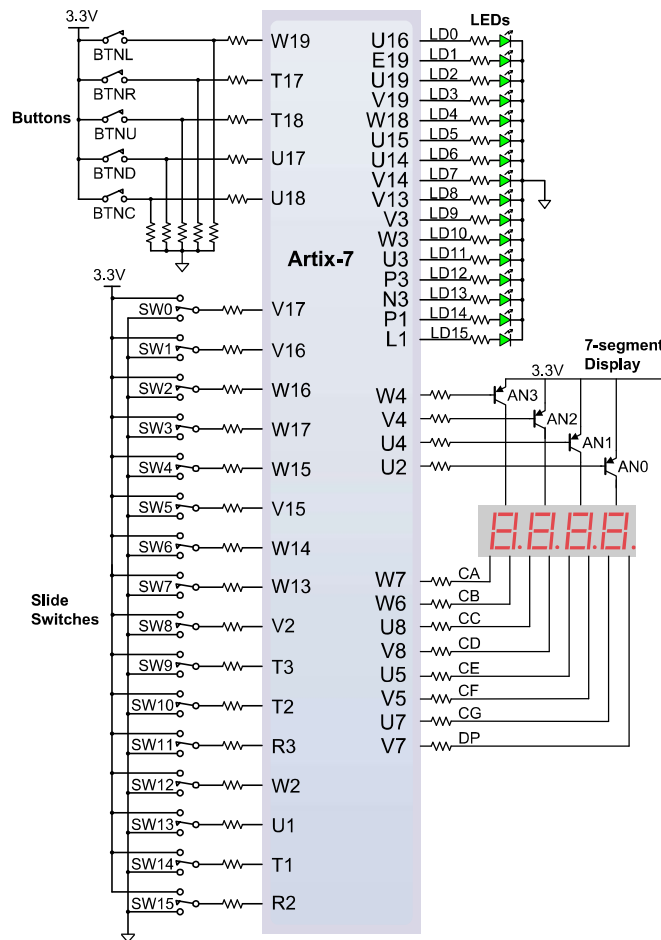 3.3V
BTNL
BTNR
BTNU
BTND
BTNC
Buttons
W19
T17
T18
U17
U18
Artix-7
LEDs
U16 LD0
E19 LD1
U19 LD2
V19 LD3
W18 LD4
U15 LD5
U14 LD6
V14 LD7
V13 LD8
V3 LD9
W3 LD10
U3 LD11
P3 LD12
N3 LD13
P1 LD14
L1 LD15
3.3V
SW0 V17
SW1 V16
SW2 W16
SW3 W17
SW4 W15
SW5 V15
SW6 W14
SW7 W13
SW8 V2
SW9 T3
SW10 T2
SW11 R3
SW12 W2
SW13 U1
SW14 T1
SW15 R2
Slide
Switches
7-segment
Display
3.3V
W4 AN3
V4 AN2
U4 AN1
U2 AN0
8.8.8.8.
W7 CA
W6 CB
U8 CC
V8 CD
U5 CE
V5 CF
U7 CG
V7 DP